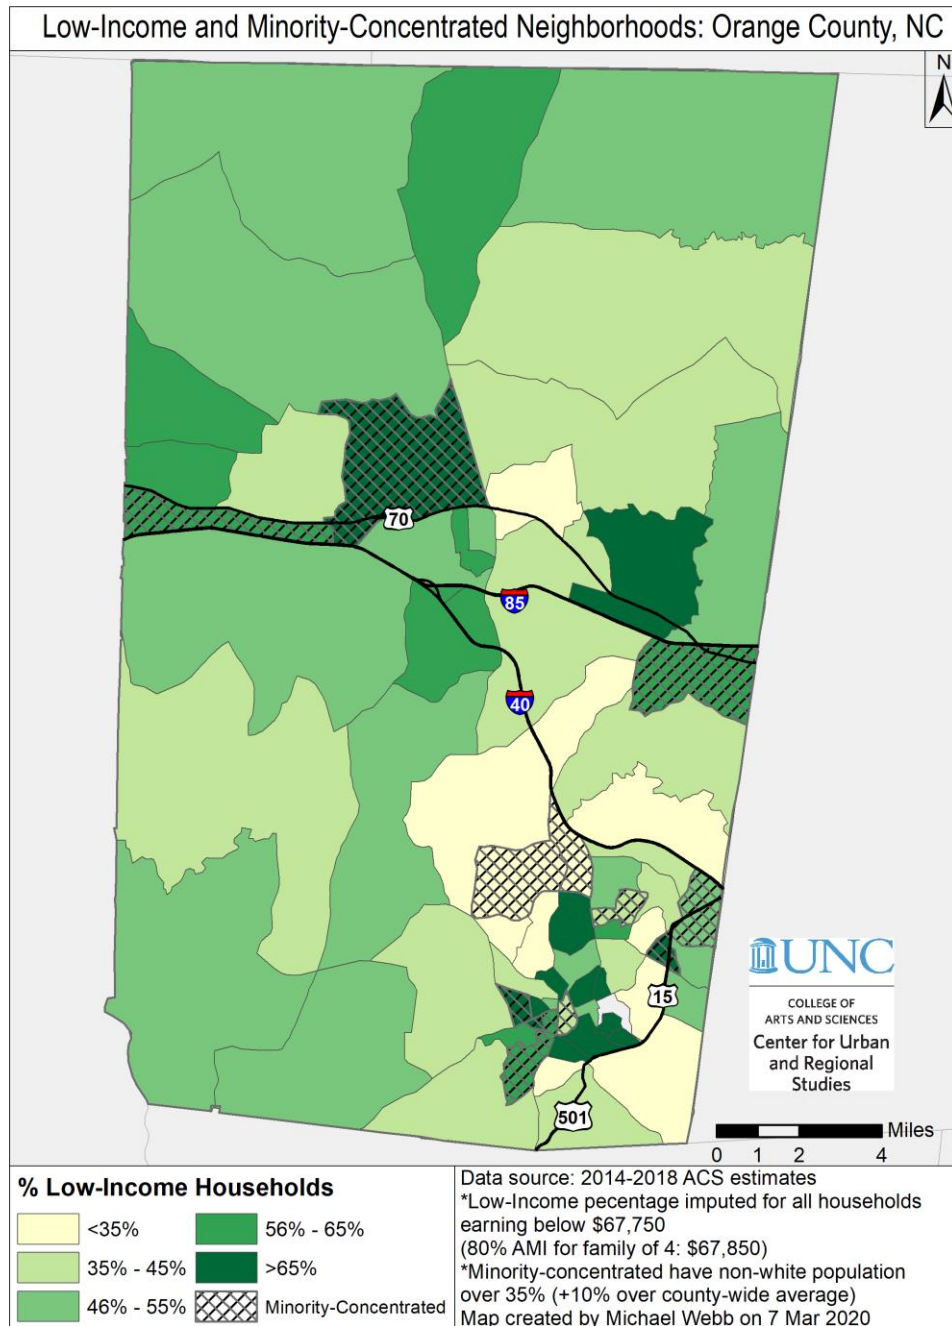 Low-Income and Minority-Concentrated Neighborhoods: Orange County, NC
N
70
85
40
15
501
UNC
COLLEGE OF
ARTS AND SCIENCES
Center for Urban
and Regional
Studies
Miles
0 1 2 4
% Low-Income Households
<35%
35% - 45%
46% - 55%
56% - 65%
>65%
Minority-Concentrated
Data source: 2014-2018 ACS estimates
*Low-Income pecentage imputed for all households
earning below $67,750
(80% AMI for family of 4: $67,850)
*Minority-concentrated have non-white population
over 35% (+10% over county-wide average)
Map created by Michael Webb on 7 Mar 2020